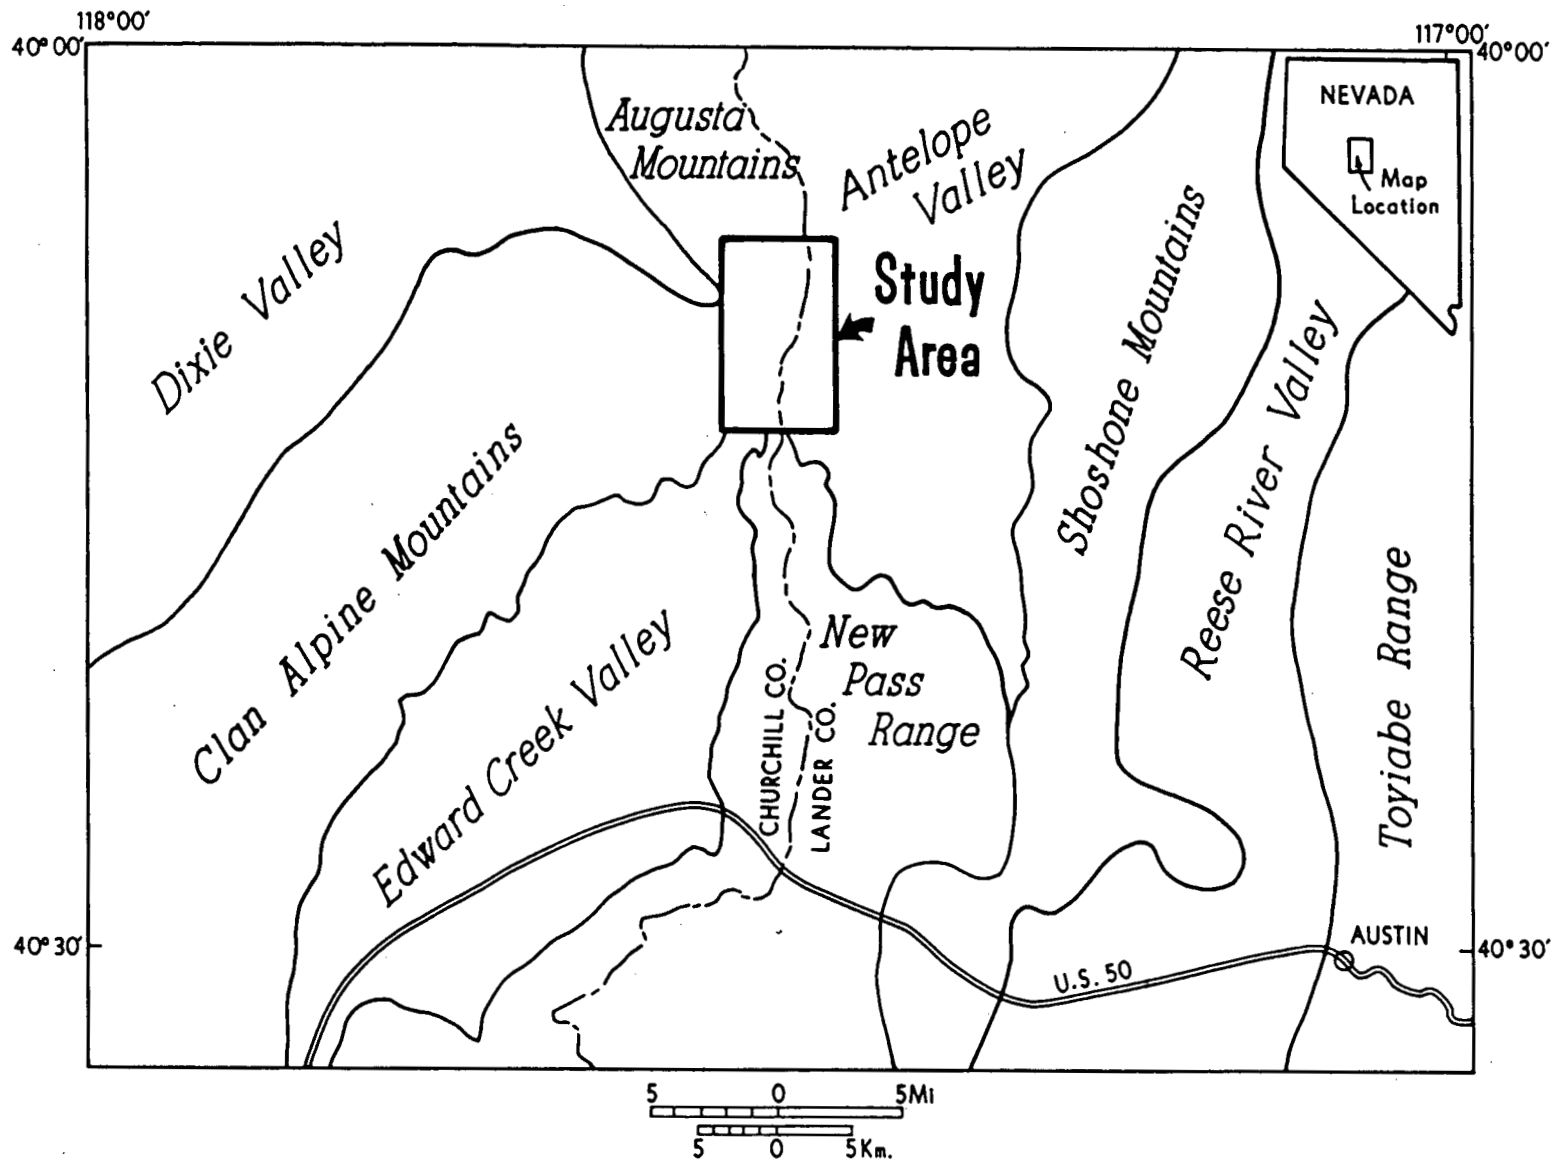 118°00'
117°00'
40°00'
40°00'
NEVADA
Map
Location
Augusta
Mountains
Antelope
Valley
Study
Area
Dixie Valley
Shoshone Mountains
Reese River Valley
Clan Alpine Mountains
Edward Creek Valley
New
Pass
Range
CHURCHILL CO.
LANDER CO.
Toyiabe Range
40°30'
40°30'
AUSTIN
U.S. 50
5 0 5Mi
5 0 5Km.